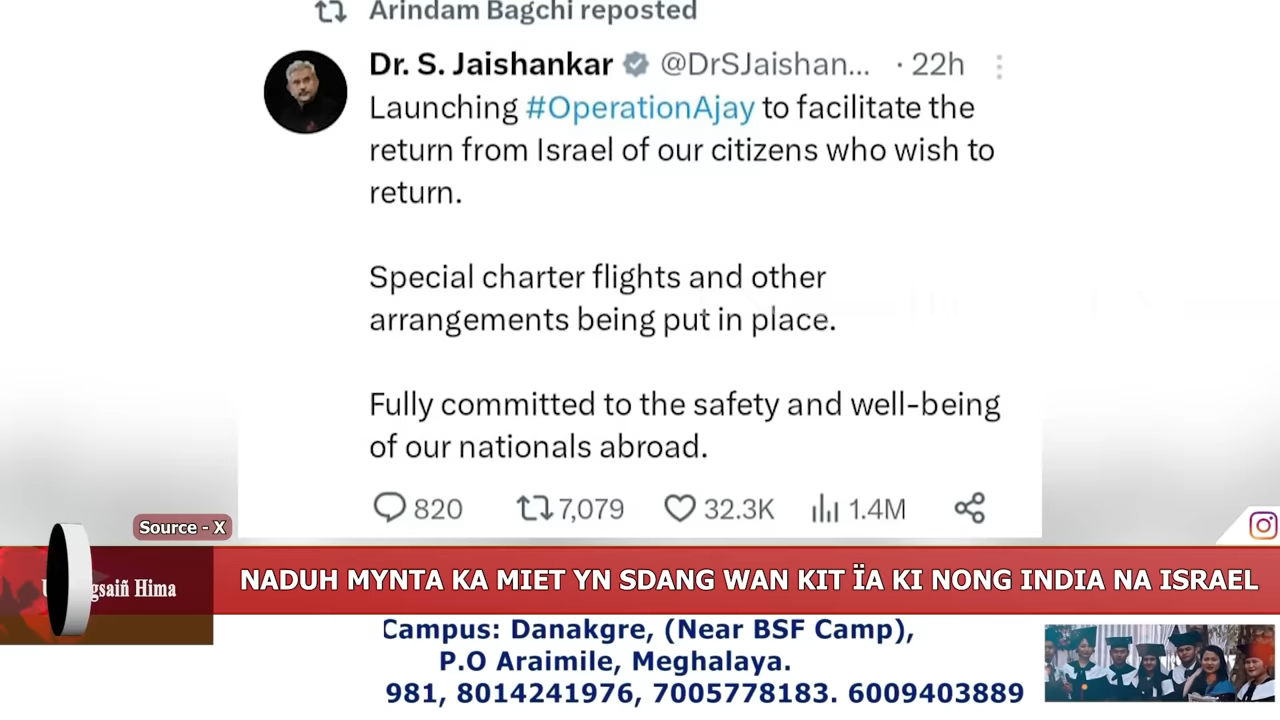 Arindam Bagchi reposted
Dr. S. Jaishankar @DrSJaishan... · 22h
Launching #OperationAjay to facilitate the
return from Israel of our citizens who wish to
return.
Special charter flights and other
arrangements being put in place.
Fully committed to the safety and well-being
of our nationals abroad.
820 7,079 32.3K 1.4M
Source - X
Hima
NADUH MYNTA KA MIET YN SDANG WAN KIT ÏA KI NONG INDIA NA ISRAEL
Campus: Danakgre, (Near BSF Camp),
P.O Araimile, Meghalaya.
981, 8014241976, 7005778183. 6009403889